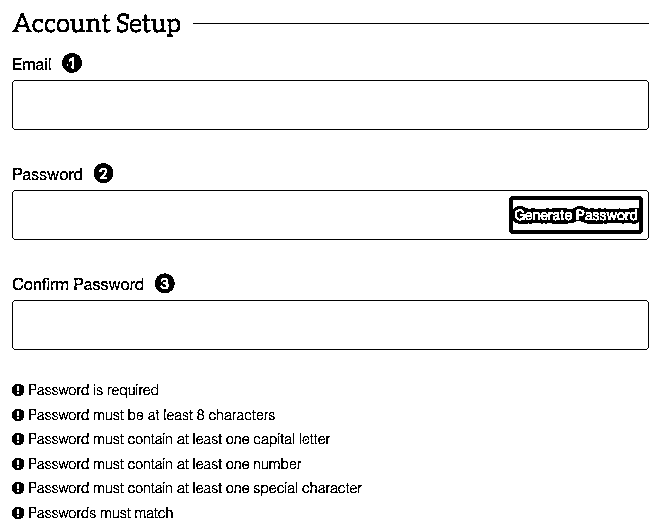 Account Setup
Email 1
Password 2
Generate Password
Confirm Password 3
! Password is required
! Password must be at least 8 characters
! Password must contain at least one capital letter
! Password must contain at least one number
! Password must contain at least one special character
! Passwords must match